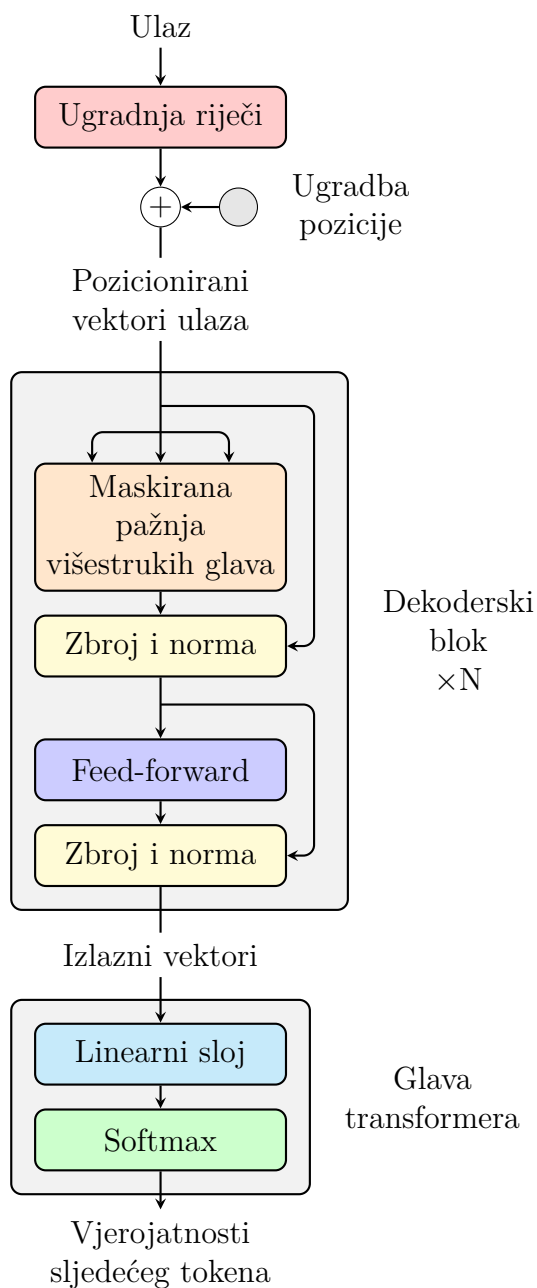 Ulaz
Ugradnja riječi
+
Ugradba
pozicije
Pozicionirani
vektori ulaza
Maskirana
pažnja
višestrukih glava
Zbroj i norma
Dekoderski
blok
×N
Feed-forward
Zbroj i norma
Izlazni vektori
Linearni sloj
Glava
transformera
Softmax
Vjerojatnosti
sljedećeg tokena